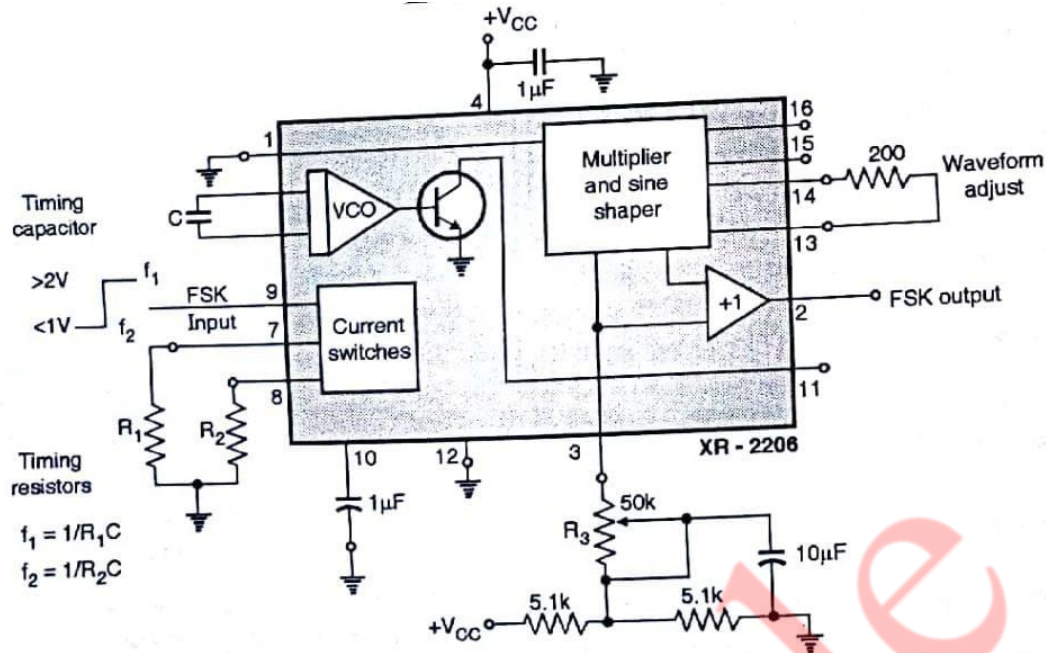 +VCC
1μF
4
1
16
15
200
Waveform
adjust
14
13
Multiplier
and sine
shaper
Timing
capacitor
C
VCO
>2V
f1
<1V
f2
FSK
Input
9
7
8
Current
switches
+1
2
FSK output
11
R1
R2
10
12
3
XR - 2206
Timing
resistors
f1 = 1/R1C
f2 = 1/R2C
1μF
50k
R3
10μF
5.1k
5.1k
+VCC
le